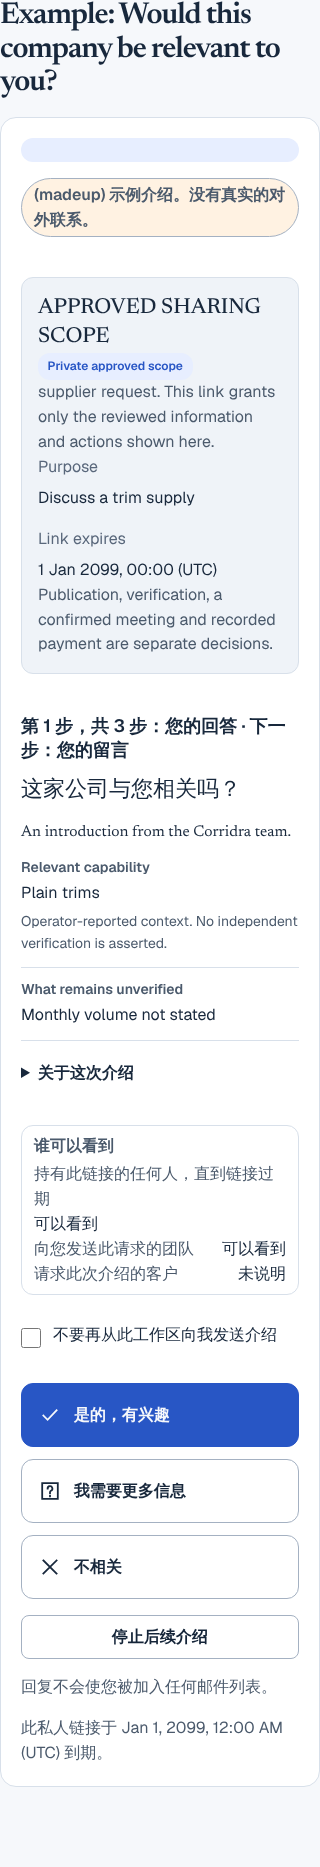 Example: Would this
company be relevant to
you?
(madeup) 示例介绍。没有真实的对
外联系。
APPROVED SHARING
SCOPE
Private approved scope
supplier request. This link grants
only the reviewed information
and actions shown here.
Purpose
Discuss a trim supply
Link expires
1 Jan 2099, 00:00 (UTC)
Publication, verification, a
confirmed meeting and recorded
payment are separate decisions.
第 1 步，共 3 步：您的回答 · 下一
步：您的留言
这家公司与您相关吗？
An introduction from the Corridra team.
Relevant capability
Plain trims
Operator-reported context. No independent
verification is asserted.
What remains unverified
Monthly volume not stated
关于这次介绍
谁可以看到
持有此链接的任何人，直到链接过
期
可以看到
向您发送此请求的团队 可以看到
请求此次介绍的客户 未说明
不要再从此工作区向我发送介绍
是的，有兴趣
我需要更多信息
不相关
停止后续介绍
回复不会使您被加入任何邮件列表。
此私人链接于 Jan 1, 2099, 12:00 AM
(UTC) 到期。